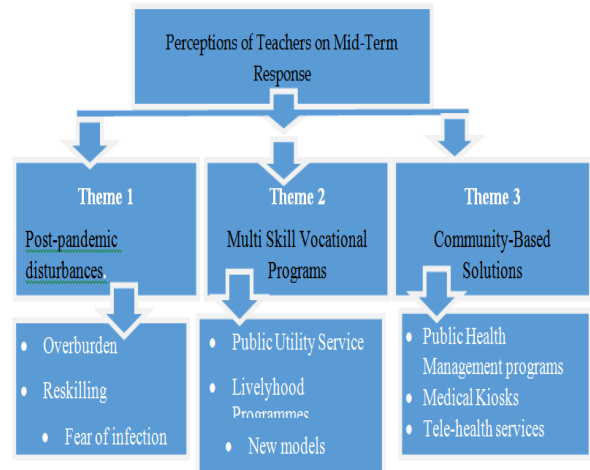 Perceptions of Teachers on Mid-Term
Response
Theme 1
Post-pandemic
disturbances.
Theme 2
Multi Skill Vocational
Programs
Theme 3
Community-Based
Solutions
• Overburden
• Reskilling
• Fear of infection
• Public Utility Service
• Livelyhood
Programmes
• New models
• Public Health
Management programs
• Medical Kiosks
• Tele-health services